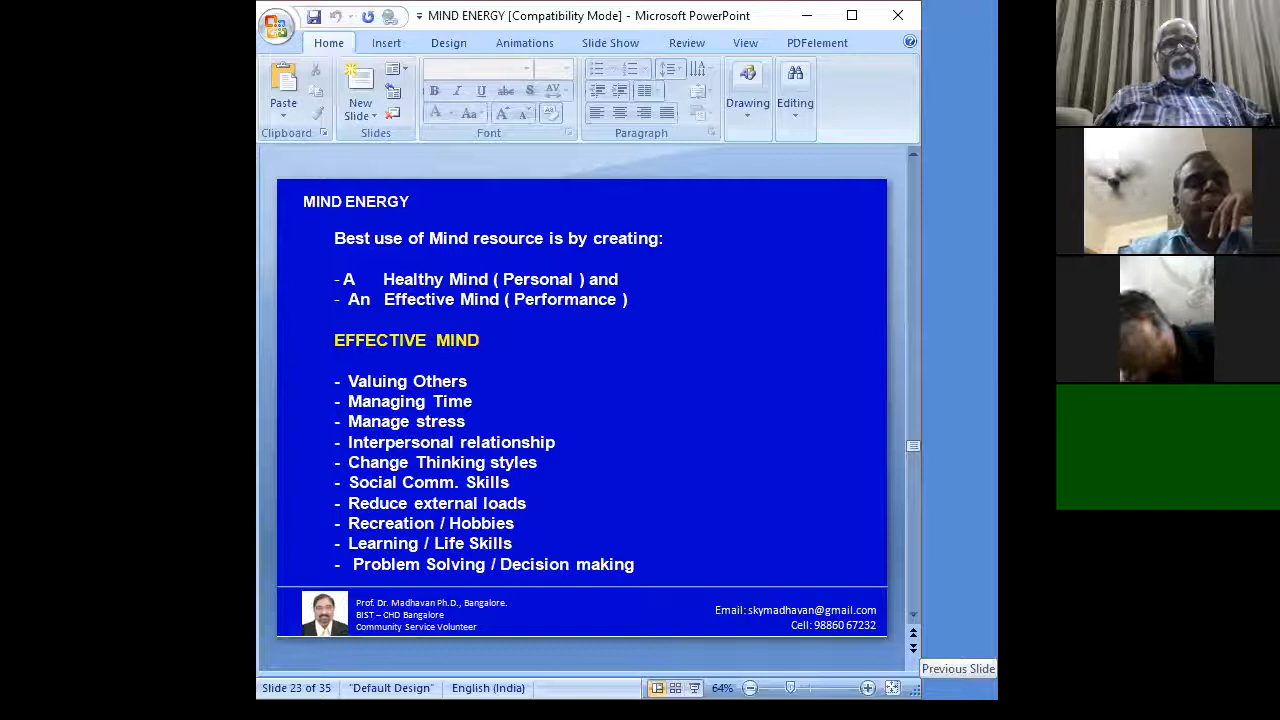 MIND ENERGY [Compatibility Mode] - Microsoft PowerPoint
Home Insert Design Animations Slide Show Review View PDFelement
Paste
New
Slide
Drawing
Editing
B I U abc S AV
A Aa A A
Clipboard Slides Font Paragraph
MIND ENERGY
Best use of Mind resource is by creating:
- A Healthy Mind ( Personal ) and
- An Effective Mind ( Performance )
EFFECTIVE MIND
- Valuing Others
- Managing Time
- Manage stress
- Interpersonal relationship
- Change Thinking styles
- Social Comm. Skills
- Reduce external loads
- Recreation / Hobbies
- Learning / Life Skills
- Problem Solving / Decision making
Prof. Dr. Madhavan Ph.D., Bangalore.
BIST – CHD Bangalore
Community Service Volunteer
Email: skymadhavan@gmail.com
Cell: 98860 67232
Previous Slide
Slide 23 of 35 "Default Design" English (India) 64%